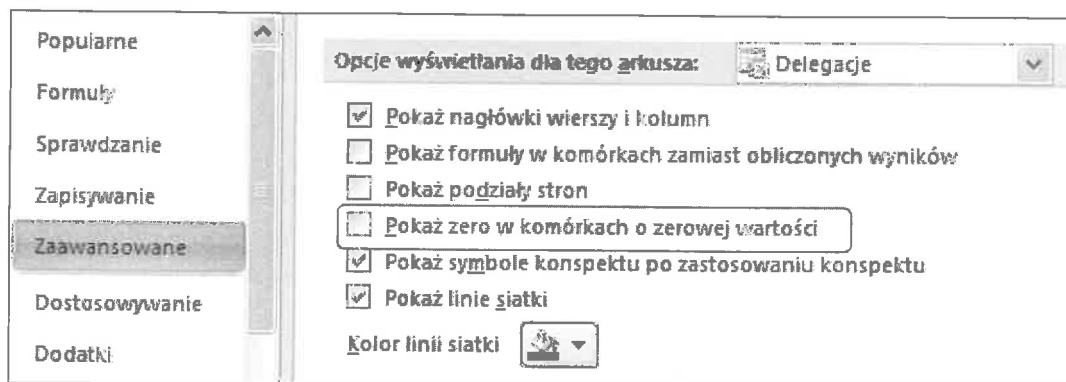 Popularne
Formuły
Sprawdzanie
Zapisywanie
Zaawansowane
Dostosowywanie
Dodatki
Opcje wyświetlania dla tego arkusza: Delegacje
Pokaż nagłówki wierszy i kolumn
Pokaż formuły w komórkach zamiast obliczonych wyników
Pokaż podziały stron
Pokaż zero w komórkach o zerowej wartości
Pokaż symbole konspektu po zastosowaniu konspektu
Pokaż linie siatki
Kolor linii siatki